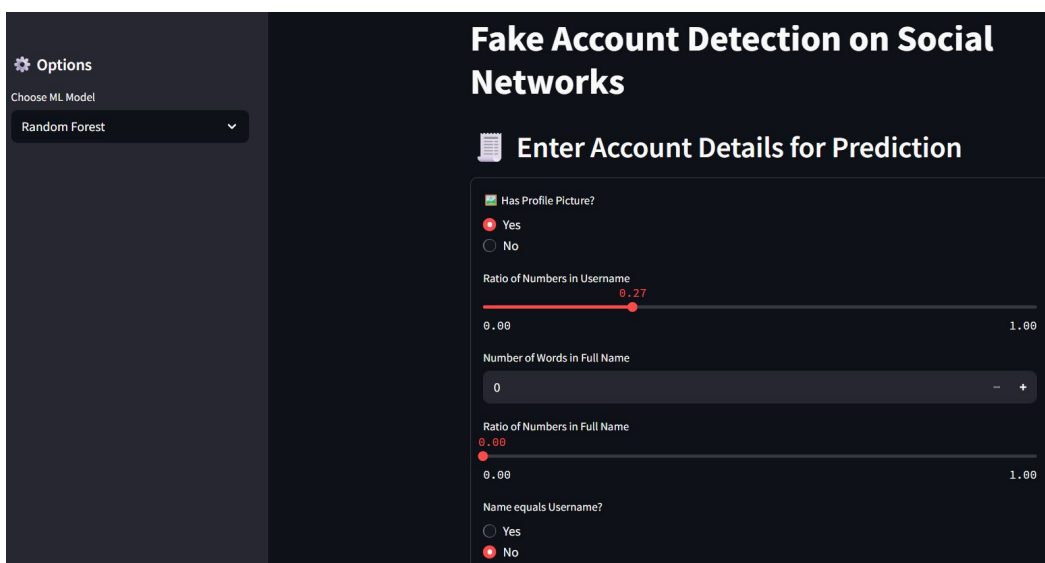 Options
Choose ML Model
Random Forest
Fake Account Detection on Social
Networks
Enter Account Details for Prediction
Has Profile Picture?
Yes
No
Ratio of Numbers in Username
0.27
0.00 1.00
Number of Words in Full Name
0 − +
Ratio of Numbers in Full Name
0.00
0.00 1.00
Name equals Username?
Yes
No